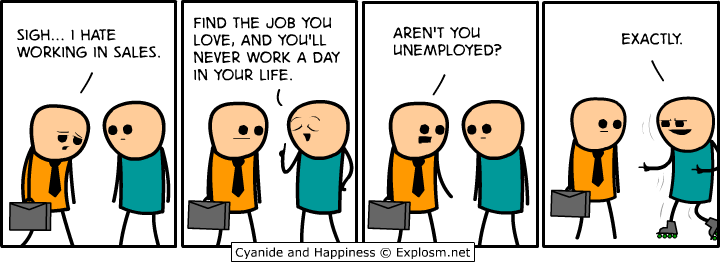 SIGH... I HATE
WORKING IN SALES.
FIND THE JOB YOU
LOVE, AND YOU'LL
NEVER WORK A DAY
IN YOUR LIFE.
AREN'T YOU
UNEMPLOYED?
EXACTLY.
Cyanide and Happiness © Explosm.net